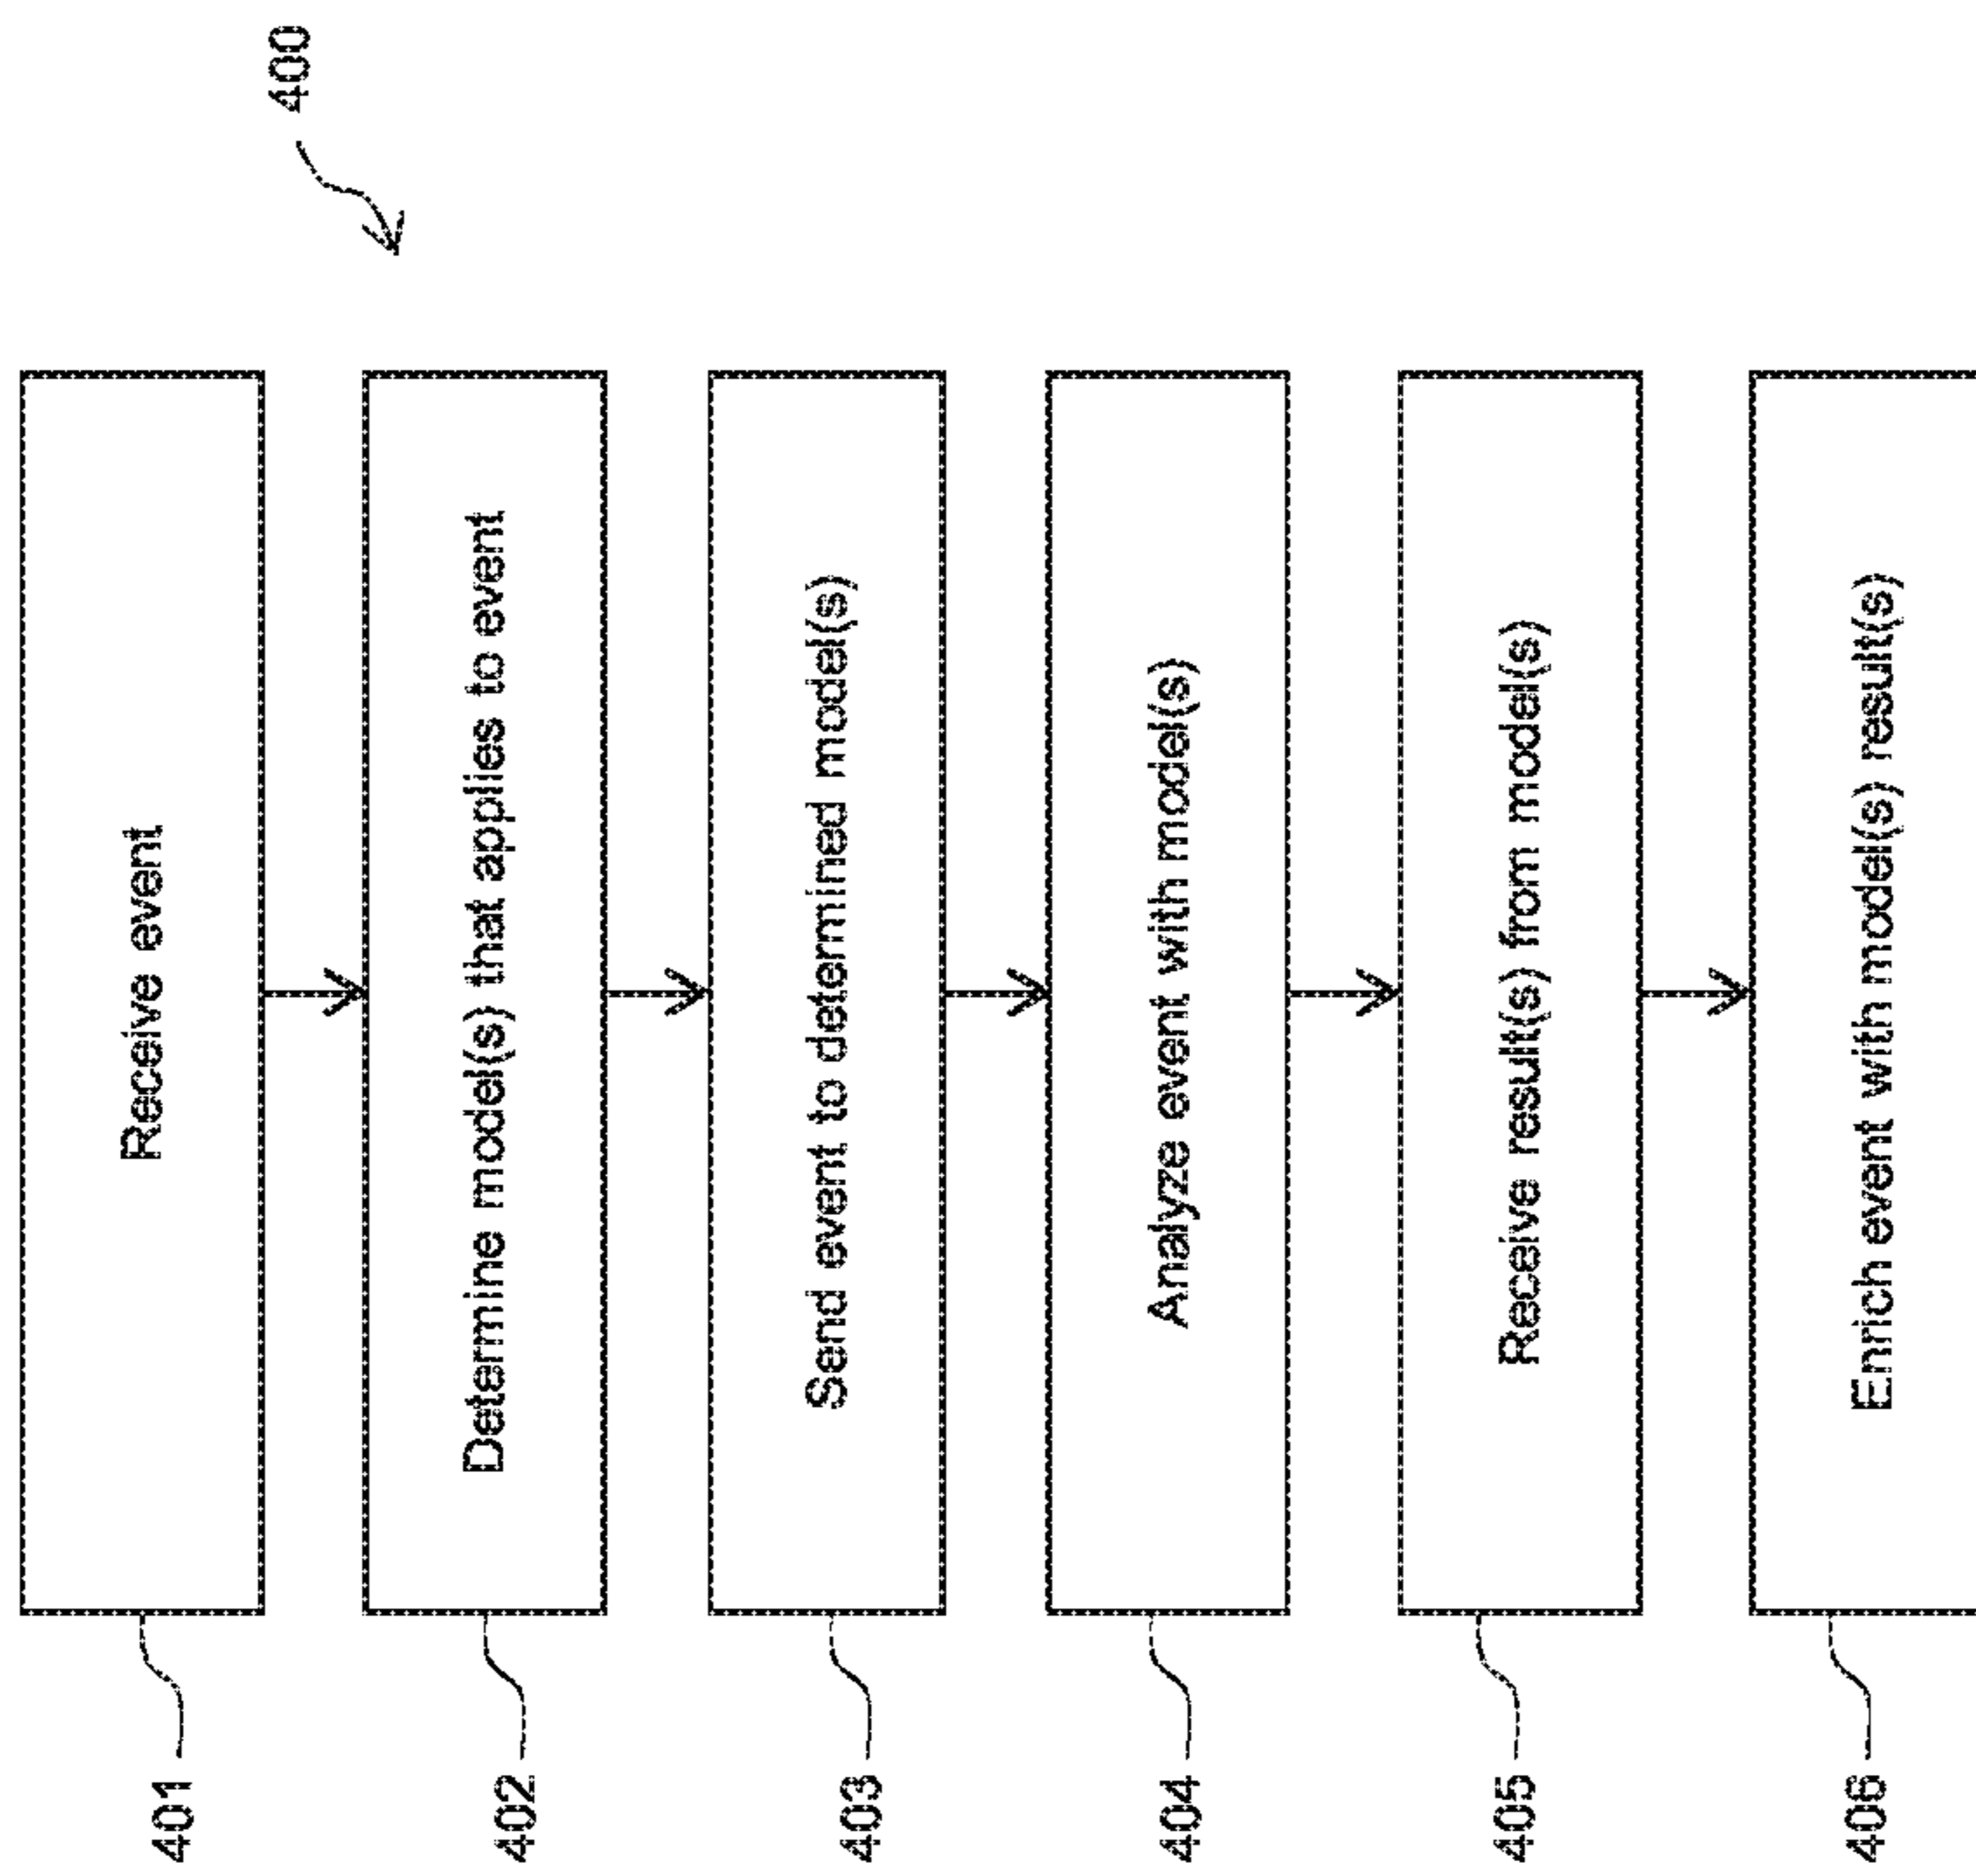 400
401
Receive event
402
Determine model(s) that applies to event
403
Send event to determined model(s)
404
Analyze event with model(s)
405
Receive result(s) from model(s)
406
Enrich event with model(s) result(s)